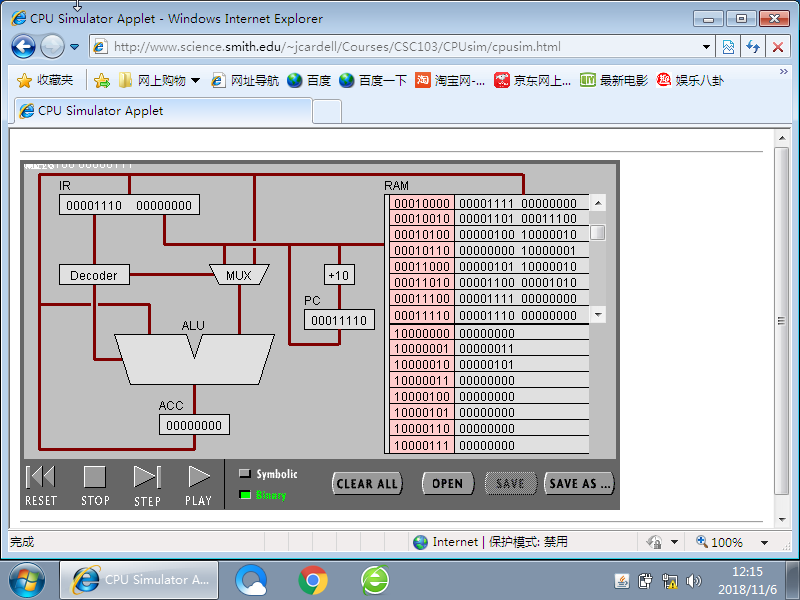 CPU Simulator Applet - Windows Internet Explorer
http://www.science.smith.edu/~jcardell/Courses/CSC103/CPUsim/cpusim.html
收藏夹 网上购物 网址导航 百度 百度一下 淘宝网-... 京东网上... 最新电影 娱乐八卦
CPU Simulator Applet
IR
00001110 00000000
Decoder
MUX
+10
PC
00011110
ALU
ACC
00000000
RAM
00010000 00001111 00000000
00010010 00001101 00011100
00010100 00000100 10000010
00010110 00000000 10000001
00011000 00000101 10000010
00011010 00001100 00001010
00011100 00001111 00000000
00011110 00001110 00000000
10000000 00000000
10000001 00000011
10000010 00000101
10000011 00000000
10000100 00000000
10000101 00000000
10000110 00000000
10000111 00000000
RESET STOP STEP PLAY
Symbolic
Binary
CLEAR ALL OPEN SAVE SAVE AS ...
完成 Internet | 保护模式: 禁用 100%
CPU Simulator A... 12:15
2018/11/6